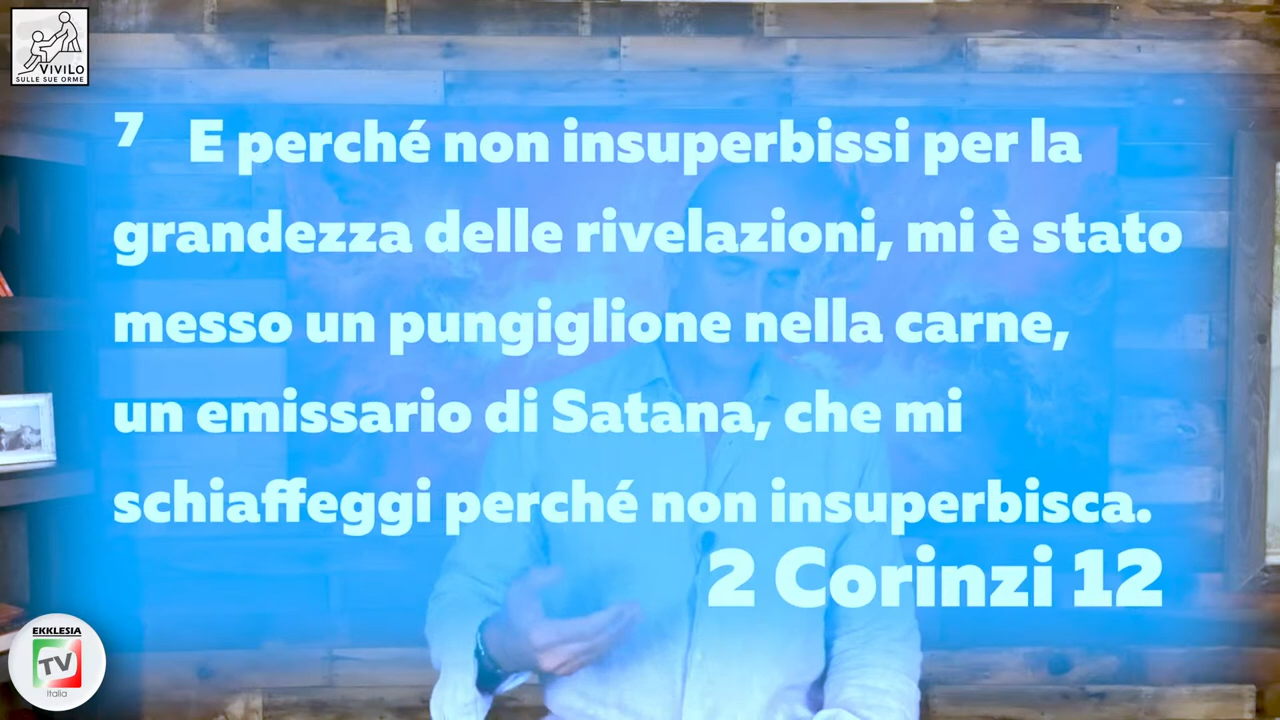 VIVILO
SULLE SUE ORME
7 E perché non insuperbissi per la
grandezza delle rivelazioni, mi è stato
messo un pungiglione nella carne,
un emissario di Satana, che mi
schiaffeggi perché non insuperbisca.
2 Corinzi 12
EKKLESIA
TV
Italia